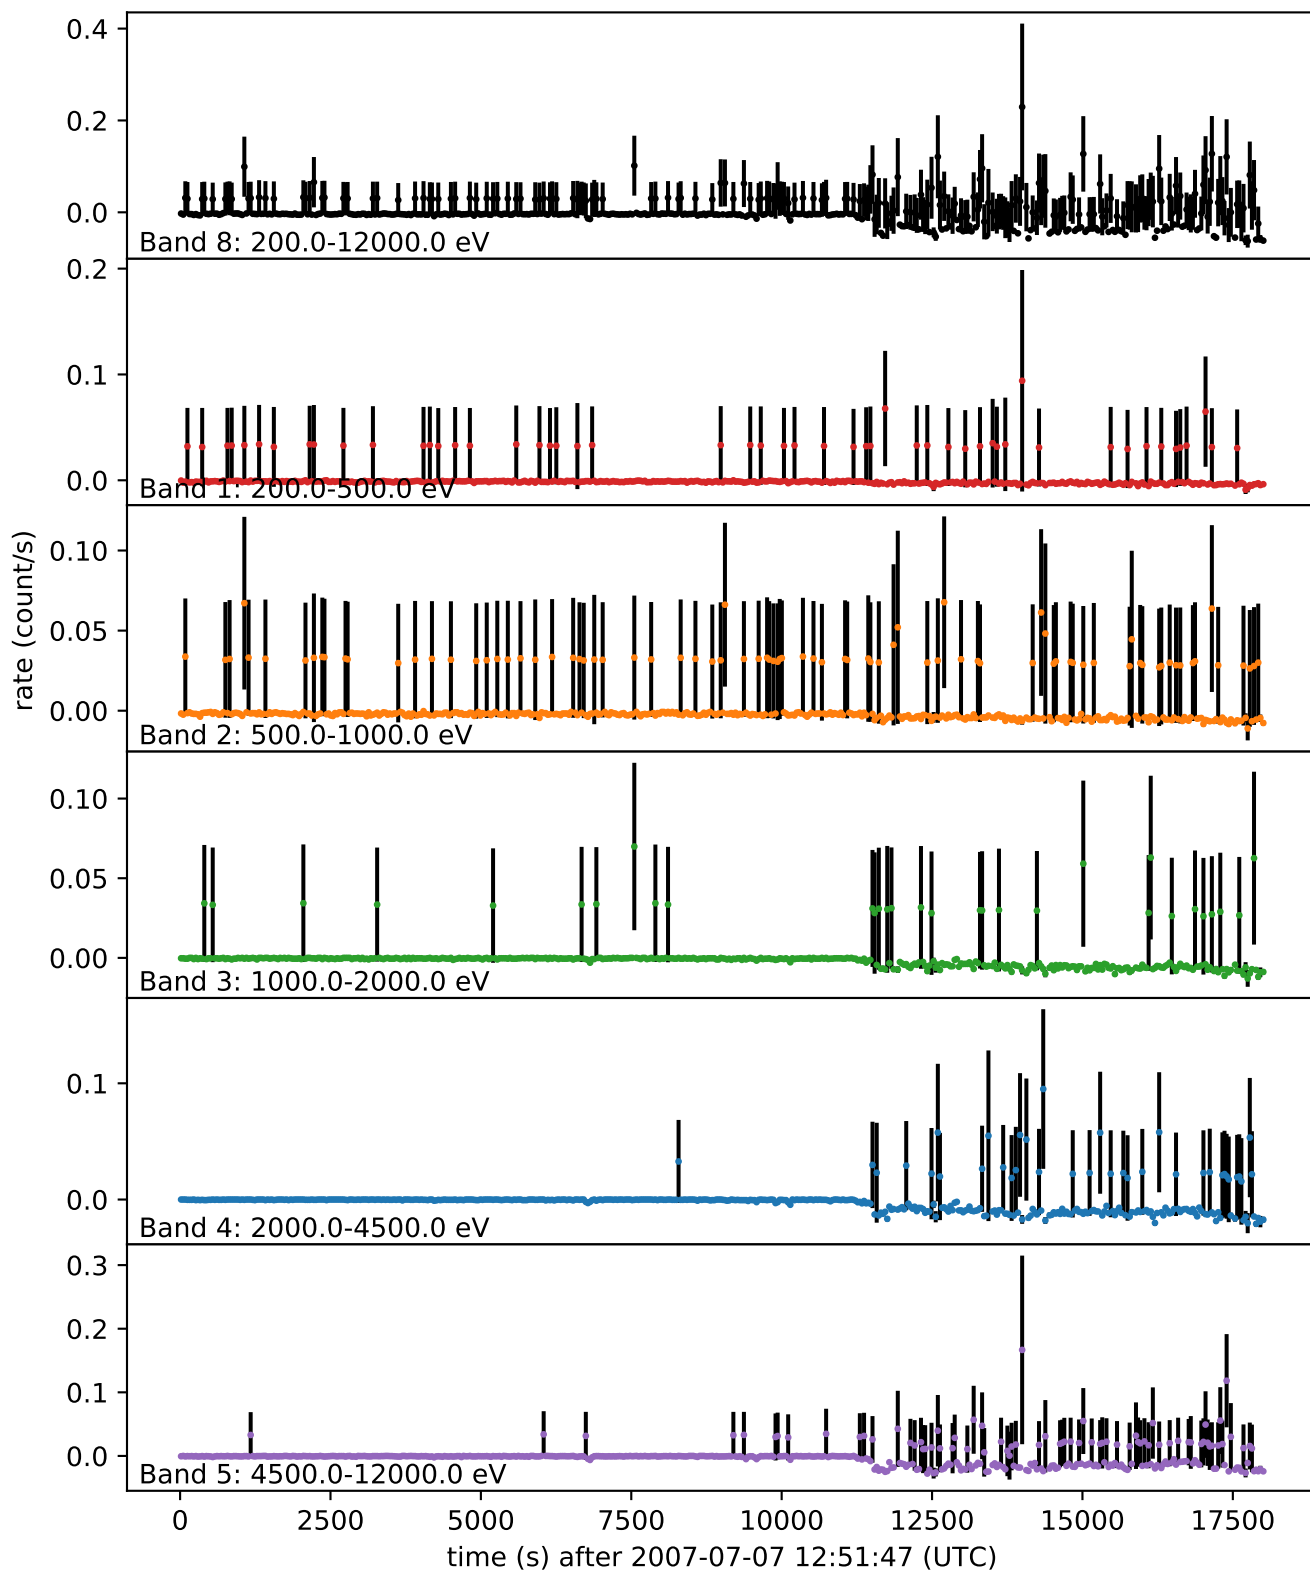 0.4
0.2
0.0
Band 8: 200.0-12000.0 eV
0.2
0.1
0.0
Band 1: 200.0-500.0 eV
0.10
0.05
0.00
Band 2: 500.0-1000.0 eV
rate (count/s)
0.10
0.05
0.00
Band 3: 1000.0-2000.0 eV
0.1
0.0
Band 4: 2000.0-4500.0 eV
0.3
0.2
0.1
0.0
Band 5: 4500.0-12000.0 eV
0 2500 5000 7500 10000 12500 15000 17500
time (s) after 2007-07-07 12:51:47 (UTC)